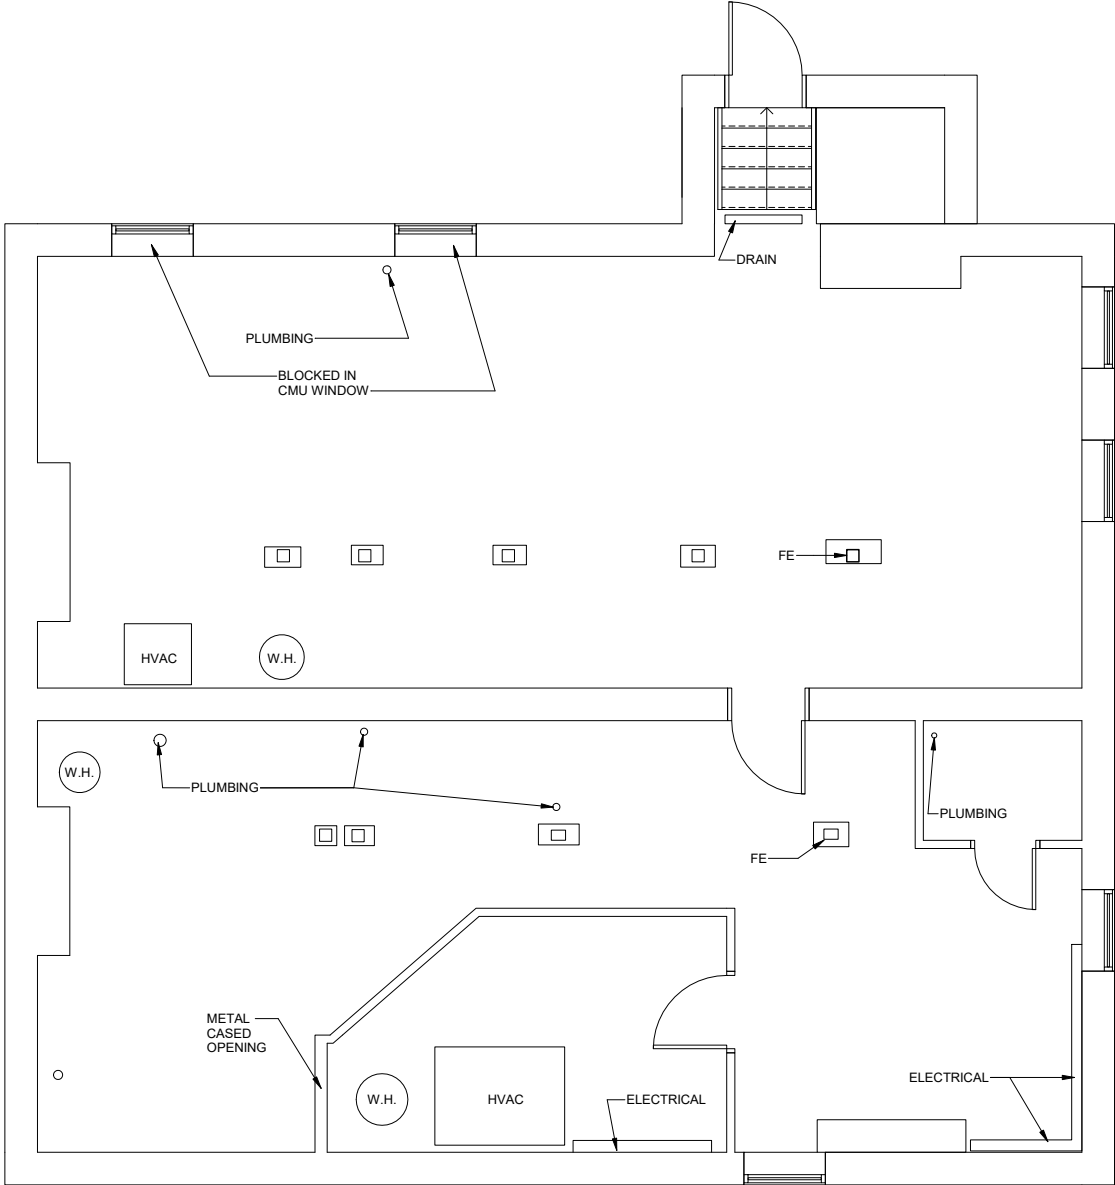 DRAIN
PLUMBING
BLOCKED IN
CMU WINDOW
FE
HVAC
W.H.
W.H.
PLUMBING
PLUMBING
FE
METAL
CASED
OPENING
W.H.
HVAC
ELECTRICAL
ELECTRICAL